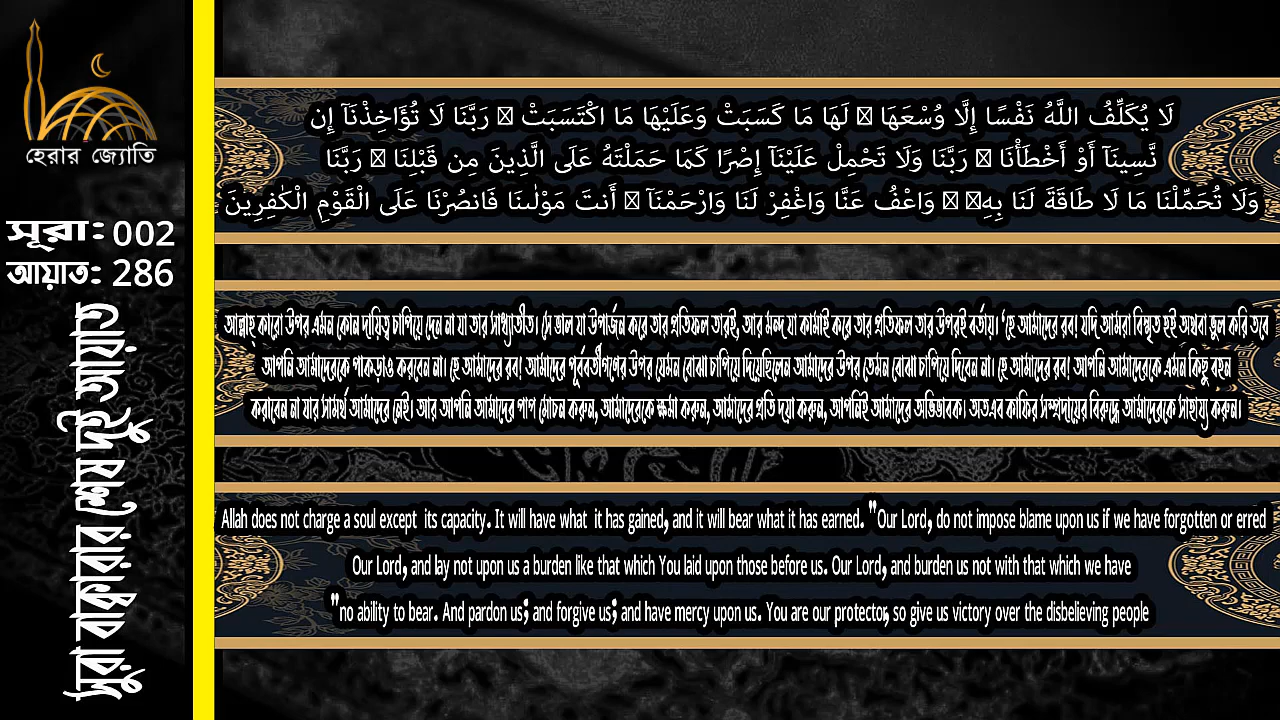 হেরার জ্যোতি
সূরা: 002
আয়াত: 286
সূরা বাক্বারার শেষ দুই আয়াত
لَا يُكَلِّفُ اللَّهُ نَفْسًا إِلَّا وُسْعَهَا ۚ لَهَا مَا كَسَبَتْ وَعَلَيْهَا مَا اكْتَسَبَتْ ۗ رَبَّنَا لَا تُؤَاخِذْنَآ إِن
نَّسِينَآ أَوْ أَخْطَأْنَا ۚ رَبَّنَا وَلَا تَحْمِلْ عَلَيْنَآ إِصْرًا كَمَا حَمَلْتَهُ عَلَى الَّذِينَ مِن قَبْلِنَا ۚ رَبَّنَا
وَلَا تُحَمِّلْنَا مَا لَا طَاقَةَ لَنَا بِهِۦ ۖ وَاعْفُ عَنَّا وَاغْفِرْ لَنَا وَارْحَمْنَآ ۚ أَنتَ مَوْلٰىنَا فَانصُرْنَا عَلَى الْقَوْمِ الْكٰفِرِينَ
আল্লাহ কারো উপর এমন কোন দায়িত্ব চাপিয়ে দেন না যা তার সাধ্যাতীত। সে ভাল যা উপার্জন করে তার প্রতিফল তারই, আর মন্দ যা কামাই করে তার প্রতিফল তার উপরই বর্তায়। ‘হে আমাদের রব! যদি আমরা বিস্মৃত হই অথবা ভুল করি তবে
আপনি আমাদেরকে পাকড়াও করবেন না। হে আমাদের রব! আমাদের পূর্ববর্তীগণের উপর যেমন বোঝা চাপিয়ে দিয়েছিলেন আমাদের উপর তেমন বোঝা চাপিয়ে দিবেন না। হে আমাদের রব! আপনি আমাদেরকে এমন কিছু বহন
করাবেন না যার সামর্থ আমাদের নেই। আর আপনি আমাদের পাপ মোচন করুন, আমাদেরকে ক্ষমা করুন, আমাদের প্রতি দয়া করুন, আপনিই আমাদের অভিভাবক। অতএব কাফির সম্প্রদায়ের বিরুদ্ধে আমাদেরকে সাহায্য করুন।
Allah does not charge a soul except its capacity. It will have what it has gained, and it will bear what it has earned. "Our Lord, do not impose blame upon us if we have forgotten or erred
Our Lord, and lay not upon us a burden like that which You laid upon those before us. Our Lord, and burden us not with that which we have
"no ability to bear. And pardon us; and forgive us; and have mercy upon us. You are our protector, so give us victory over the disbelieving people